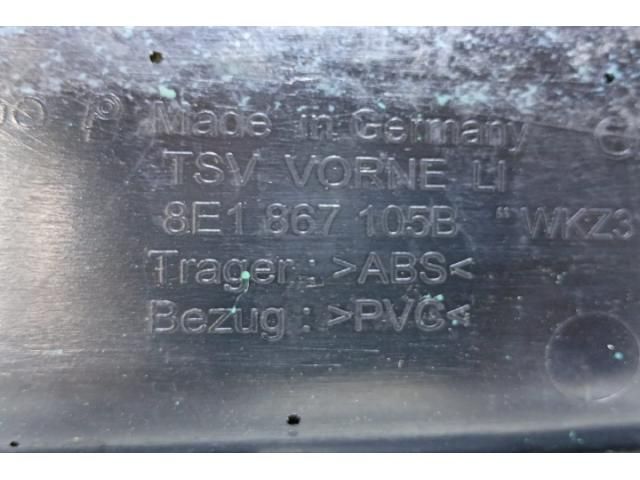 Made in Germany
TSV VORNE LI
8E1 867 105B "WKZ3
Trager : >ABS<
Bezug : >PVC<